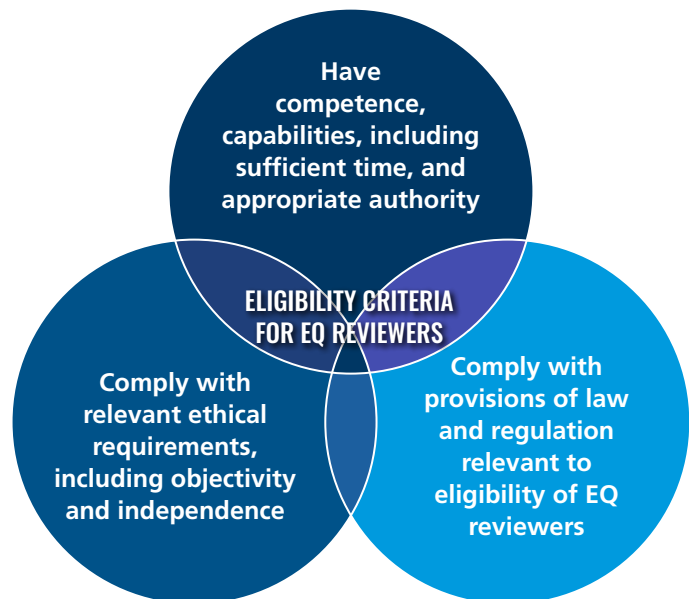 Have
competence,
capabilities, including
sufficient time, and
appropriate authority
ELIGIBILITY CRITERIA
FOR EQ REVIEWERS
Comply with
relevant ethical
requirements,
including objectivity
and independence
Comply with
provisions of law
and regulation
relevant to
eligibility of EQ
reviewers